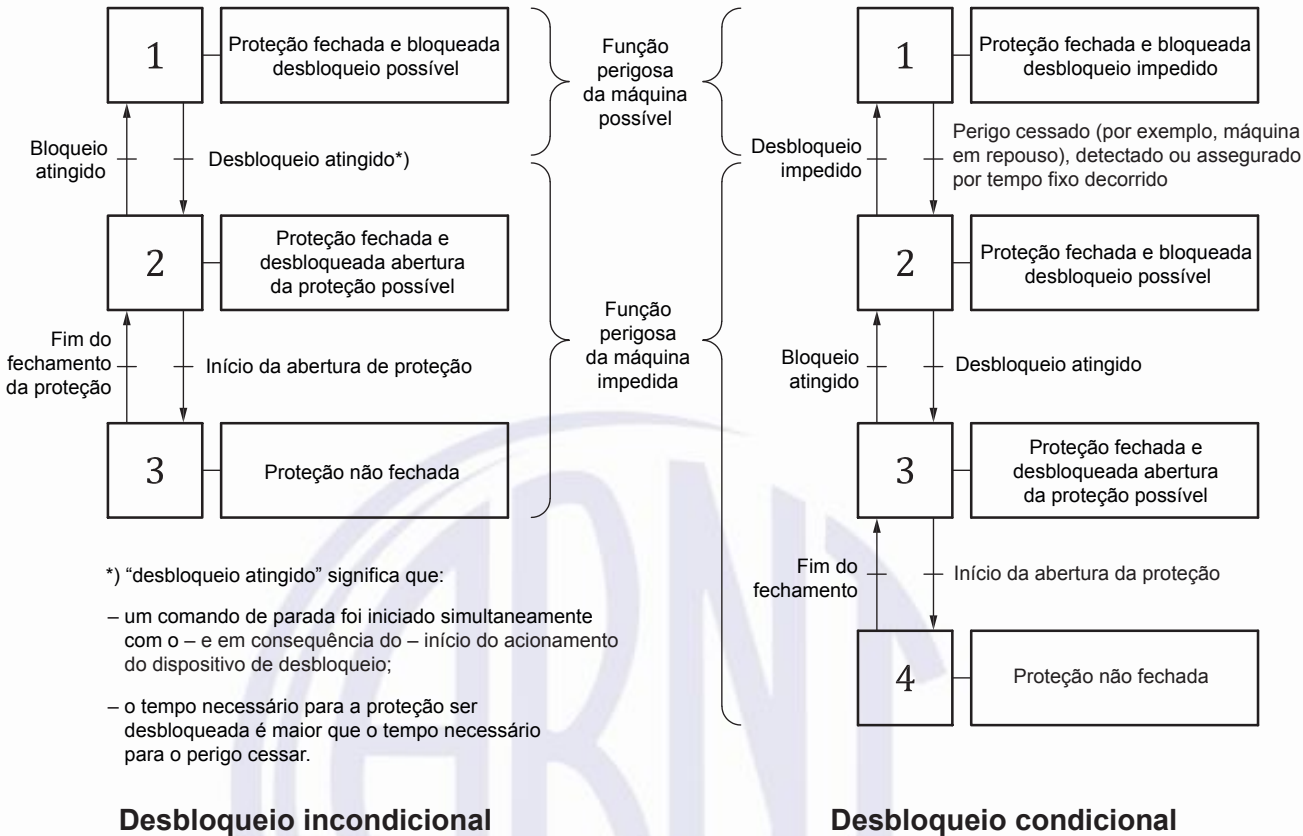 1
Proteção fechada e bloqueada
desbloqueio possível
Bloqueio
atingido
Desbloqueio atingido*)
2
Proteção fechada e
desbloqueada abertura
da proteção possível
Fim do
fechamento
da proteção
Início da abertura de proteção
3
Proteção não fechada
*) “desbloqueio atingido” significa que:
– um comando de parada foi iniciado simultaneamente
com o – e em consequência do – início do acionamento
do dispositivo de desbloqueio;
– o tempo necessário para a proteção ser
desbloqueada é maior que o tempo necessário
para o perigo cessar.
Desbloqueio incondicional
Função
perigosa
da máquina
possível
Função
perigosa
da máquina
impedida
1
Proteção fechada e bloqueada
desbloqueio impedido
Desbloqueio
impedido
Perigo cessado (por exemplo, máquina
em repouso), detectado ou assegurado
por tempo fixo decorrido
2
Proteção fechada e bloqueada
desbloqueio possível
Bloqueio
atingido
Desbloqueio atingido
3
Proteção fechada e
desbloqueada abertura
da proteção possível
Fim do
fechamento
Início da abertura da proteção
4
Proteção não fechada
Desbloqueio condicional
ABNT